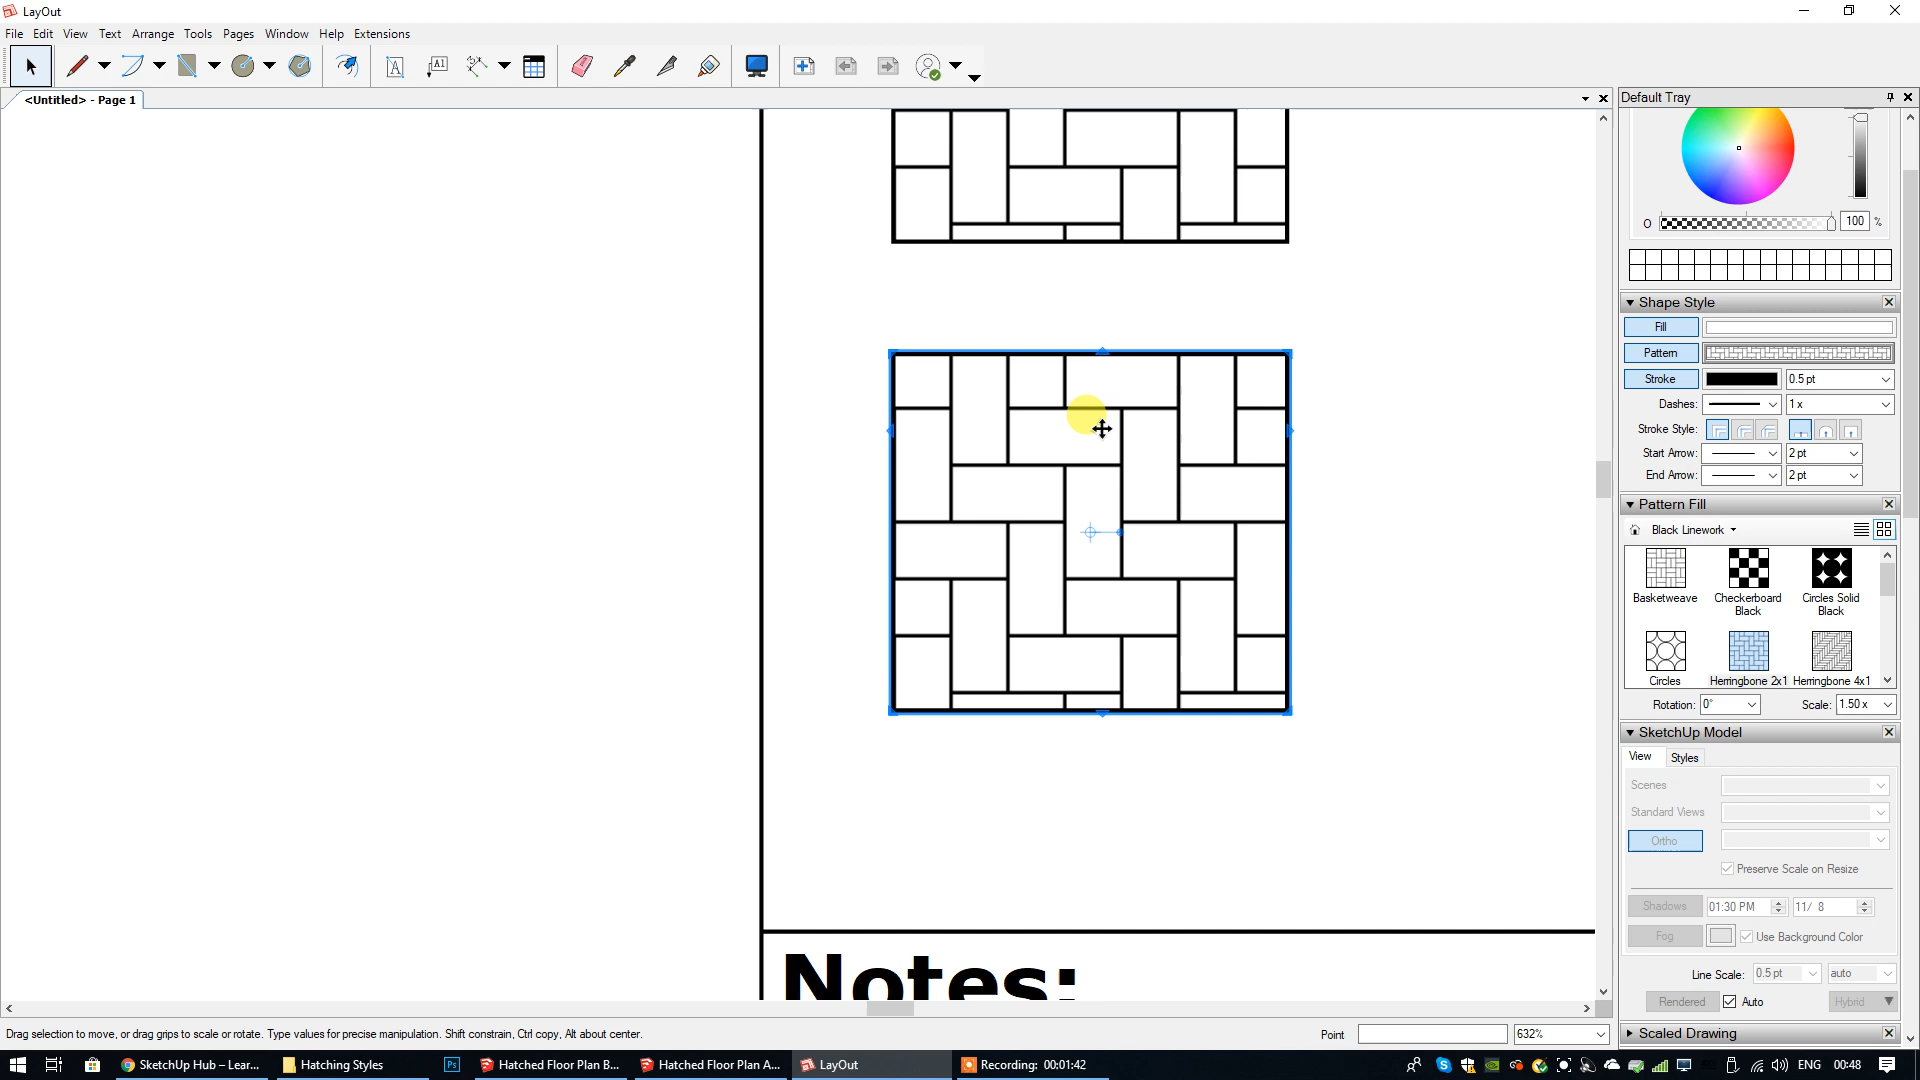 LayOut
File Edit View Text Arrange Tools Pages Window Help Extensions
A A1
<Untitled> - Page 1
Default Tray
O 100 %
Shape Style
Fill
Pattern
Stroke 0.5 pt
Dashes: 1 x
Stroke Style:
Start Arrow: 2 pt
End Arrow: 2 pt
Pattern Fill
Black Linework
Basketweave Checkerboard Black Circles Solid Black
Circles Herringbone 2x1 Herringbone 4x1
Rotation: 0° Scale: 1.50 x
SketchUp Model
View Styles
Scenes
Standard Views
Ortho
Preserve Scale on Resize
Shadows 01:30 PM 11/ 8
Fog Use Background Color
Line Scale: 0.5 pt auto
Rendered Auto Hybrid
Scaled Drawing
Notes:
Drag selection to move, or drag grips to scale or rotate. Type values for precise manipulation. Shift constrain, Ctrl copy, Alt about center.
Point 632%
SketchUp Hub – Lear... Hatching Styles Ps Hatched Floor Plan B... Hatched Floor Plan A... LayOut Recording: 00:01:42 ENG 00:48